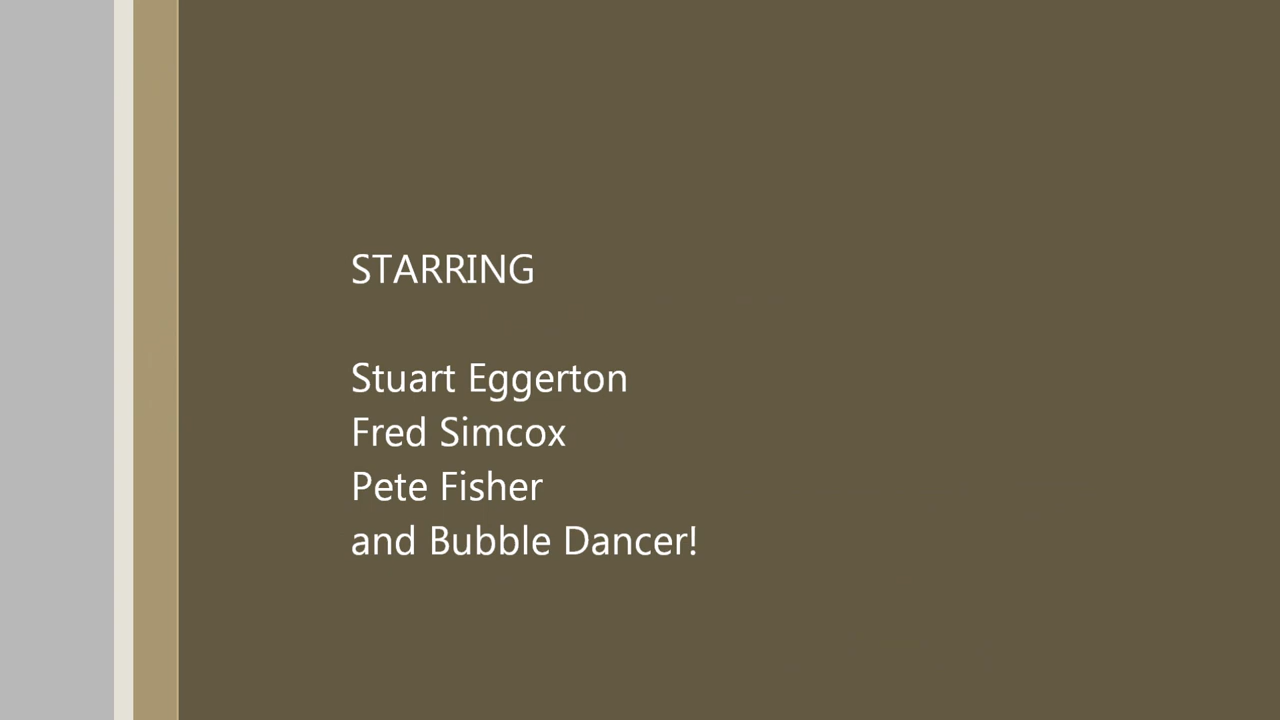 STARRING
Stuart Eggerton
Fred Simcox
Pete Fisher
and Bubble Dancer!